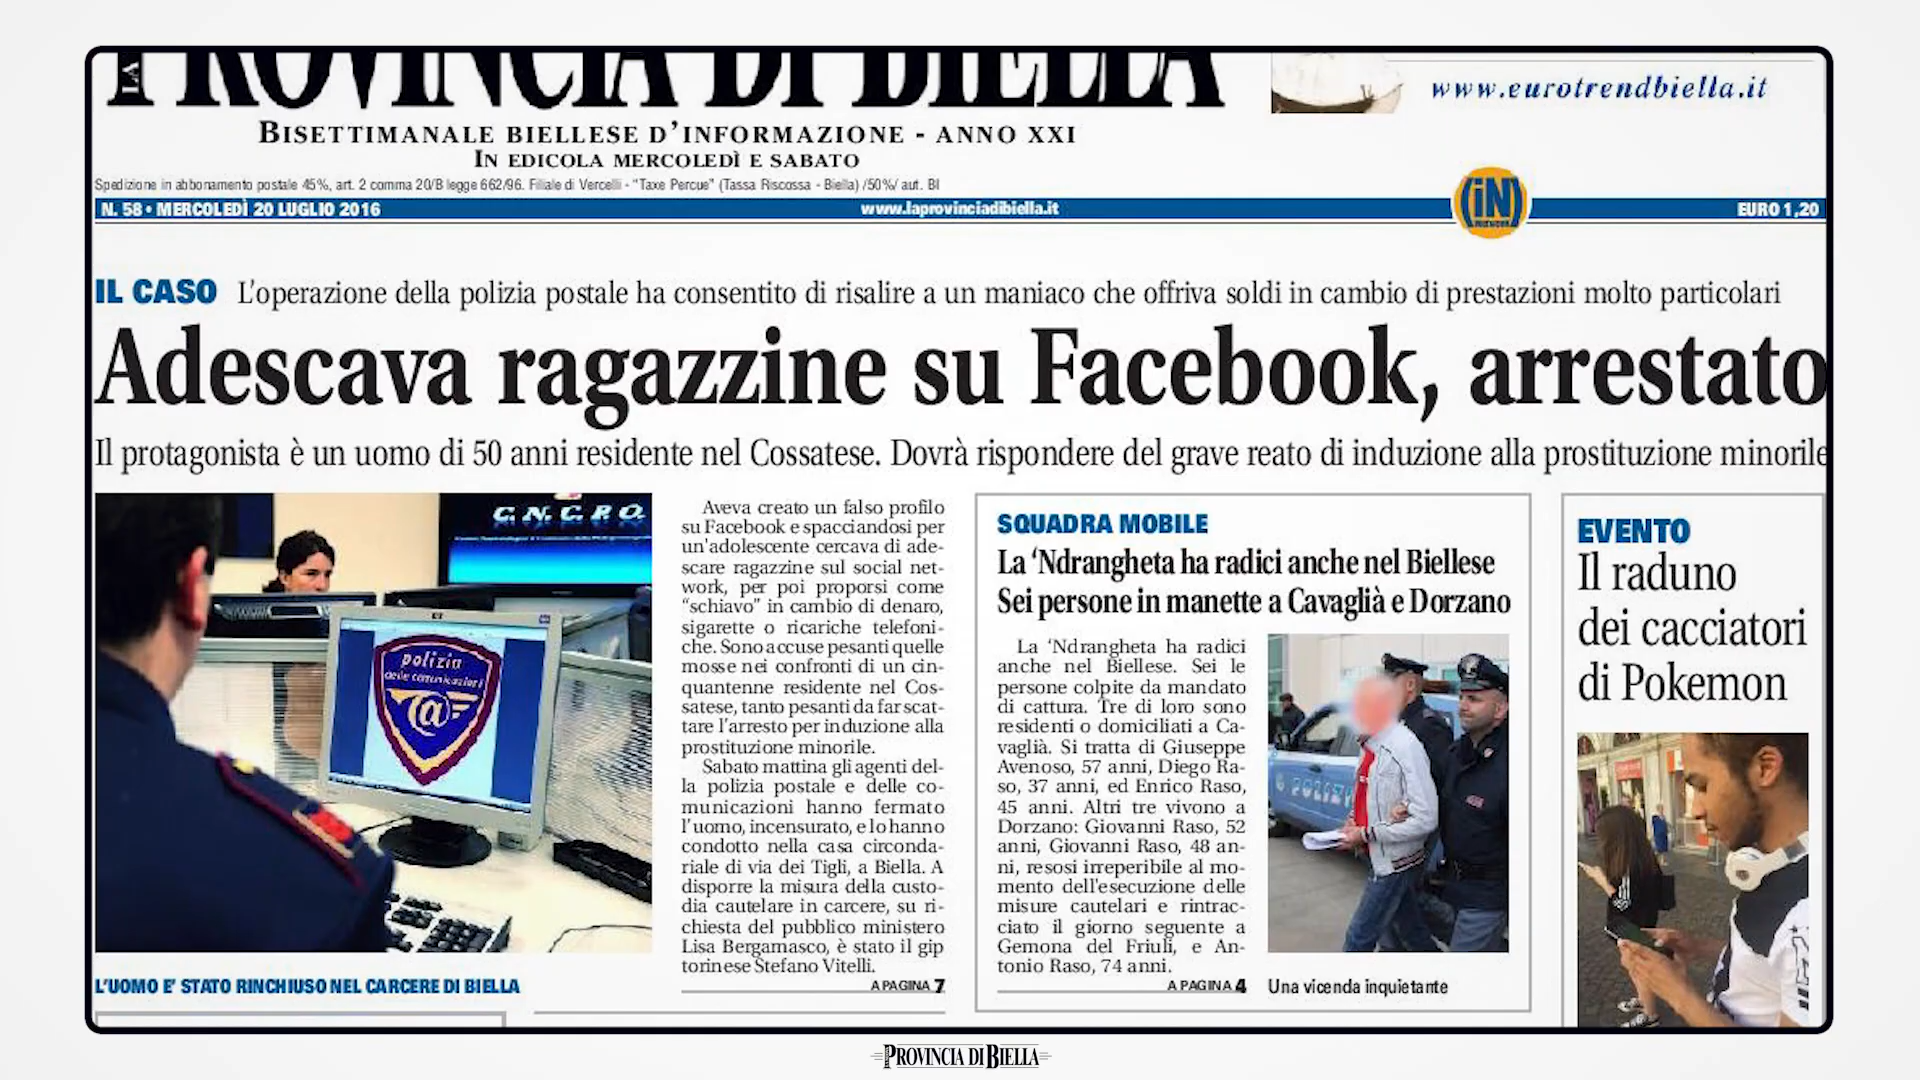 LA PROVINCIA DI BIELLA
www.eurotrendbiella.it
BISETTIMANALE BIELLESE D'INFORMAZIONE - ANNO XXI
IN EDICOLA MERCOLEDÌ E SABATO
Spedizione in abbonamento postale 45%, art. 2 comma 20/B legge 662/96. Filiale di Vercelli - "Taxe Percue" (Tassa Riscossa - Biella) /50%/ aut. BI
N. 58 • MERCOLEDÌ 20 LUGLIO 2016
www.laprovinciadibiella.it
(iN)
EURO 1,20
IL CASO L'operazione della polizia postale ha consentito di risalire a un maniaco che offriva soldi in cambio di prestazioni molto particolari
Adescava ragazzine su Facebook, arrestato
Il protagonista è un uomo di 50 anni residente nel Cossatese. Dovrà rispondere del grave reato di induzione alla prostituzione minorile
C.N.C.P.O.
polizia
delle comunicazioni
@
L'UOMO E' STATO RINCHIUSO NEL CARCERE DI BIELLA
Aveva creato un falso profilo
su Facebook e spacciandosi per
un'adolescente cercava di ade-
scare ragazzine sul social net-
work, per poi proporsi come
"schiavo" in cambio di denaro,
sigarette o ricariche telefoni-
che. Sono accuse pesanti quelle
mosse nei confronti di un cin-
quantenne residente nel Cos-
satese, tanto pesanti da far scat-
tare l'arresto per induzione alla
prostituzione minorile.
Sabato mattina gli agenti del-
la polizia postale e delle co-
municazioni hanno fermato
l'uomo, incensurato, e lo hanno
condotto nella casa circonda-
riale di via dei Tigli, a Biella. A
disporre la misura della custo-
dia cautelare in carcere, su ri-
chiesta del pubblico ministero
Lisa Bergamasco, è stato il gip
torinese Stefano Vitelli.
A PAGINA 7
SQUADRA MOBILE
La 'Ndrangheta ha radici anche nel Biellese
Sei persone in manette a Cavaglià e Dorzano
La 'Ndrangheta ha radici
anche nel Biellese. Sei le
persone colpite da mandato
di cattura. Tre di loro sono
residenti o domiciliati a Ca-
vaglià. Si tratta di Giuseppe
Avenoso, 57 anni, Diego Ra-
so, 37 anni, ed Enrico Raso,
45 anni. Altri tre vivono a
Dorzano: Giovanni Raso, 52
anni, Giovanni Raso, 48 an-
ni, resosi irreperibile al mo-
mento dell'esecuzione delle
misure cautelari e rintrac-
ciato il giorno seguente a
Gemona del Friuli, e An-
tonio Raso, 74 anni.
A PAGINA 4
POLIZI
Una vicenda inquietante
EVENTO
Il raduno
dei cacciatori
di Pokemon
PROVINCIA DI BIELLA